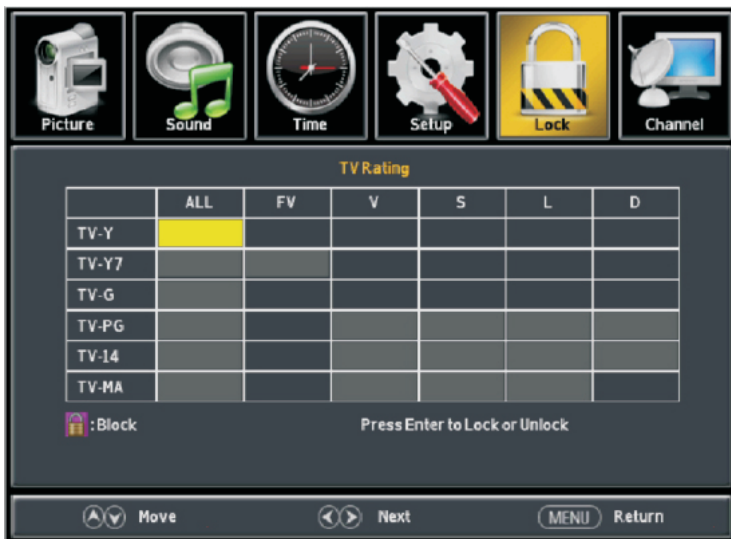 Picture Sound Time Setup Lock Channel
TV Rating
ALL FV V S L D
TV-Y
TV-Y7
TV-G
TV-PG
TV-14
TV-MA
:Block Press Enter to Lock or Unlock
Move Next MENU Return